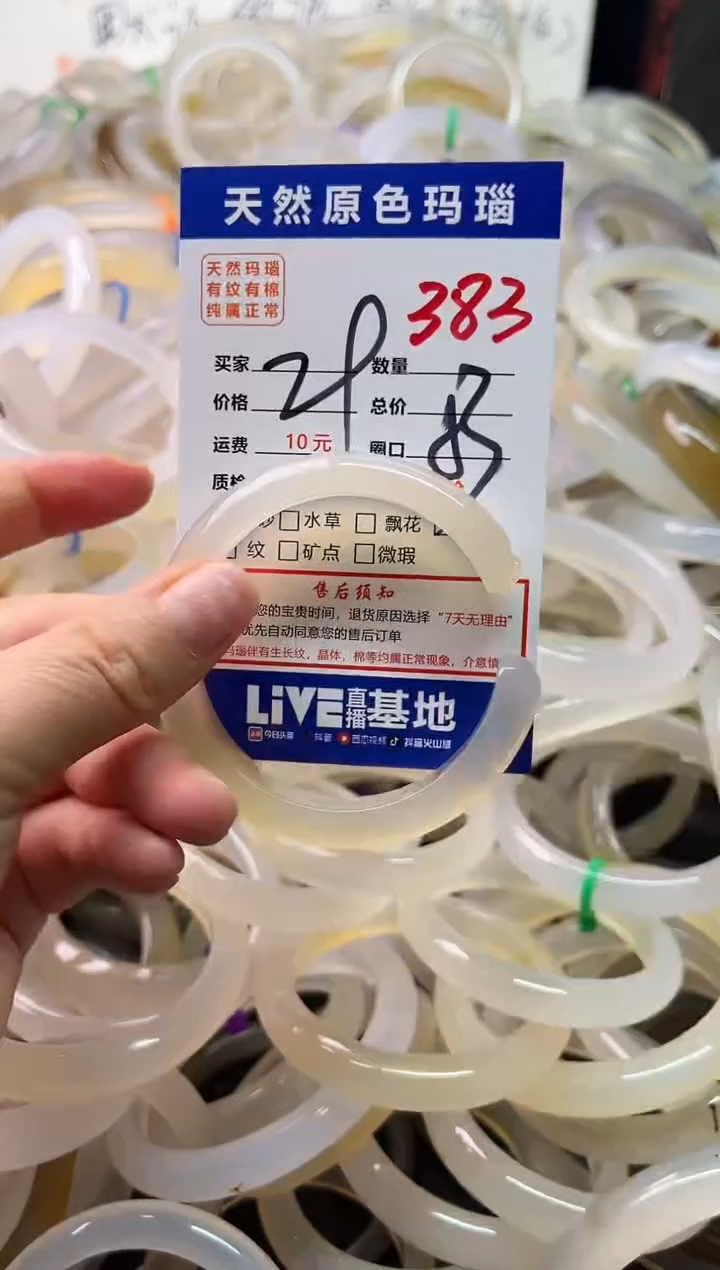 天然原色玛瑙
天然玛瑙
有纹有棉
纯属正常
383
买家
数量
价格
总价
运费 10元
圈口
质检
水草 飘花
纹 矿点 微瑕
售后须知
您的宝贵时间，退货原因选择“7天无理由”
优先自动同意您的售后订单
玛瑙伴有生长纹，晶体，棉等均属正常现象，介意慎
LiVE直播基地
今日头条 抖音 西瓜视频 抖音火山版